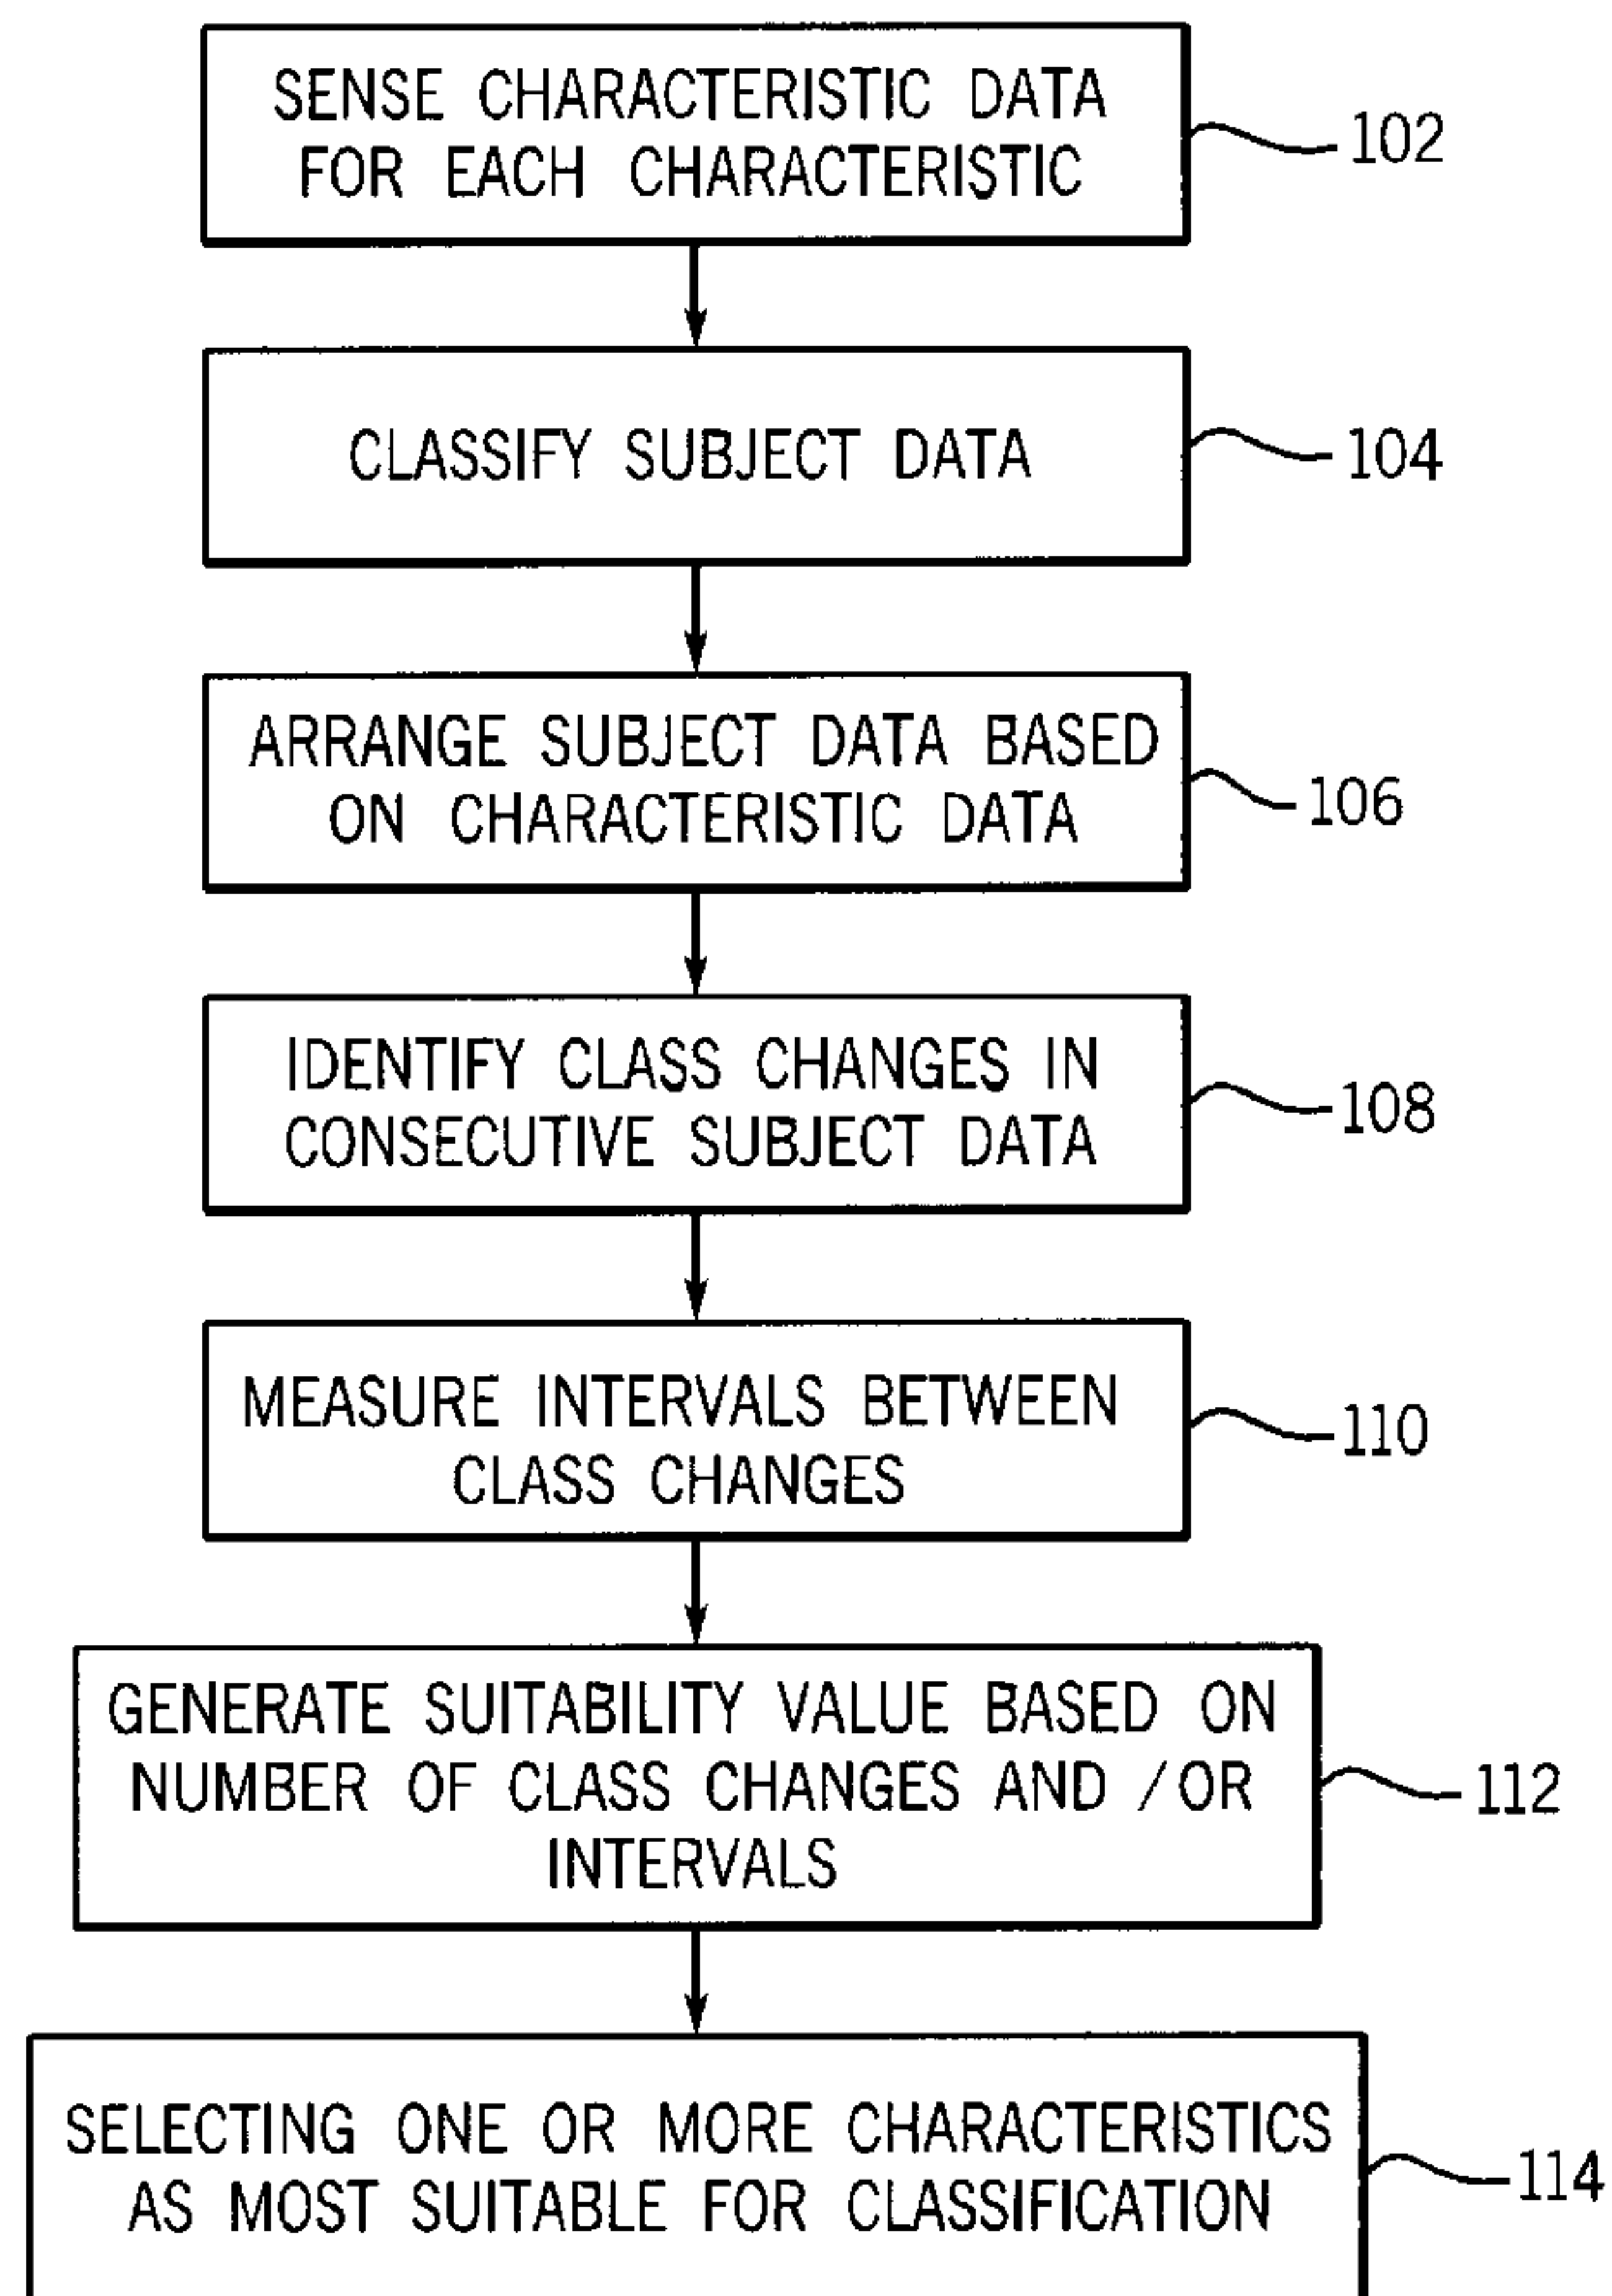 SENSE CHARACTERISTIC DATA
FOR EACH CHARACTERISTIC
102
CLASSIFY SUBJECT DATA
104
ARRANGE SUBJECT DATA BASED
ON CHARACTERISTIC DATA
106
IDENTIFY CLASS CHANGES IN
CONSECUTIVE SUBJECT DATA
108
MEASURE INTERVALS BETWEEN
CLASS CHANGES
110
GENERATE SUITABILITY VALUE BASED ON
NUMBER OF CLASS CHANGES AND /OR
INTERVALS
112
SELECTING ONE OR MORE CHARACTERISTICS
AS MOST SUITABLE FOR CLASSIFICATION
114